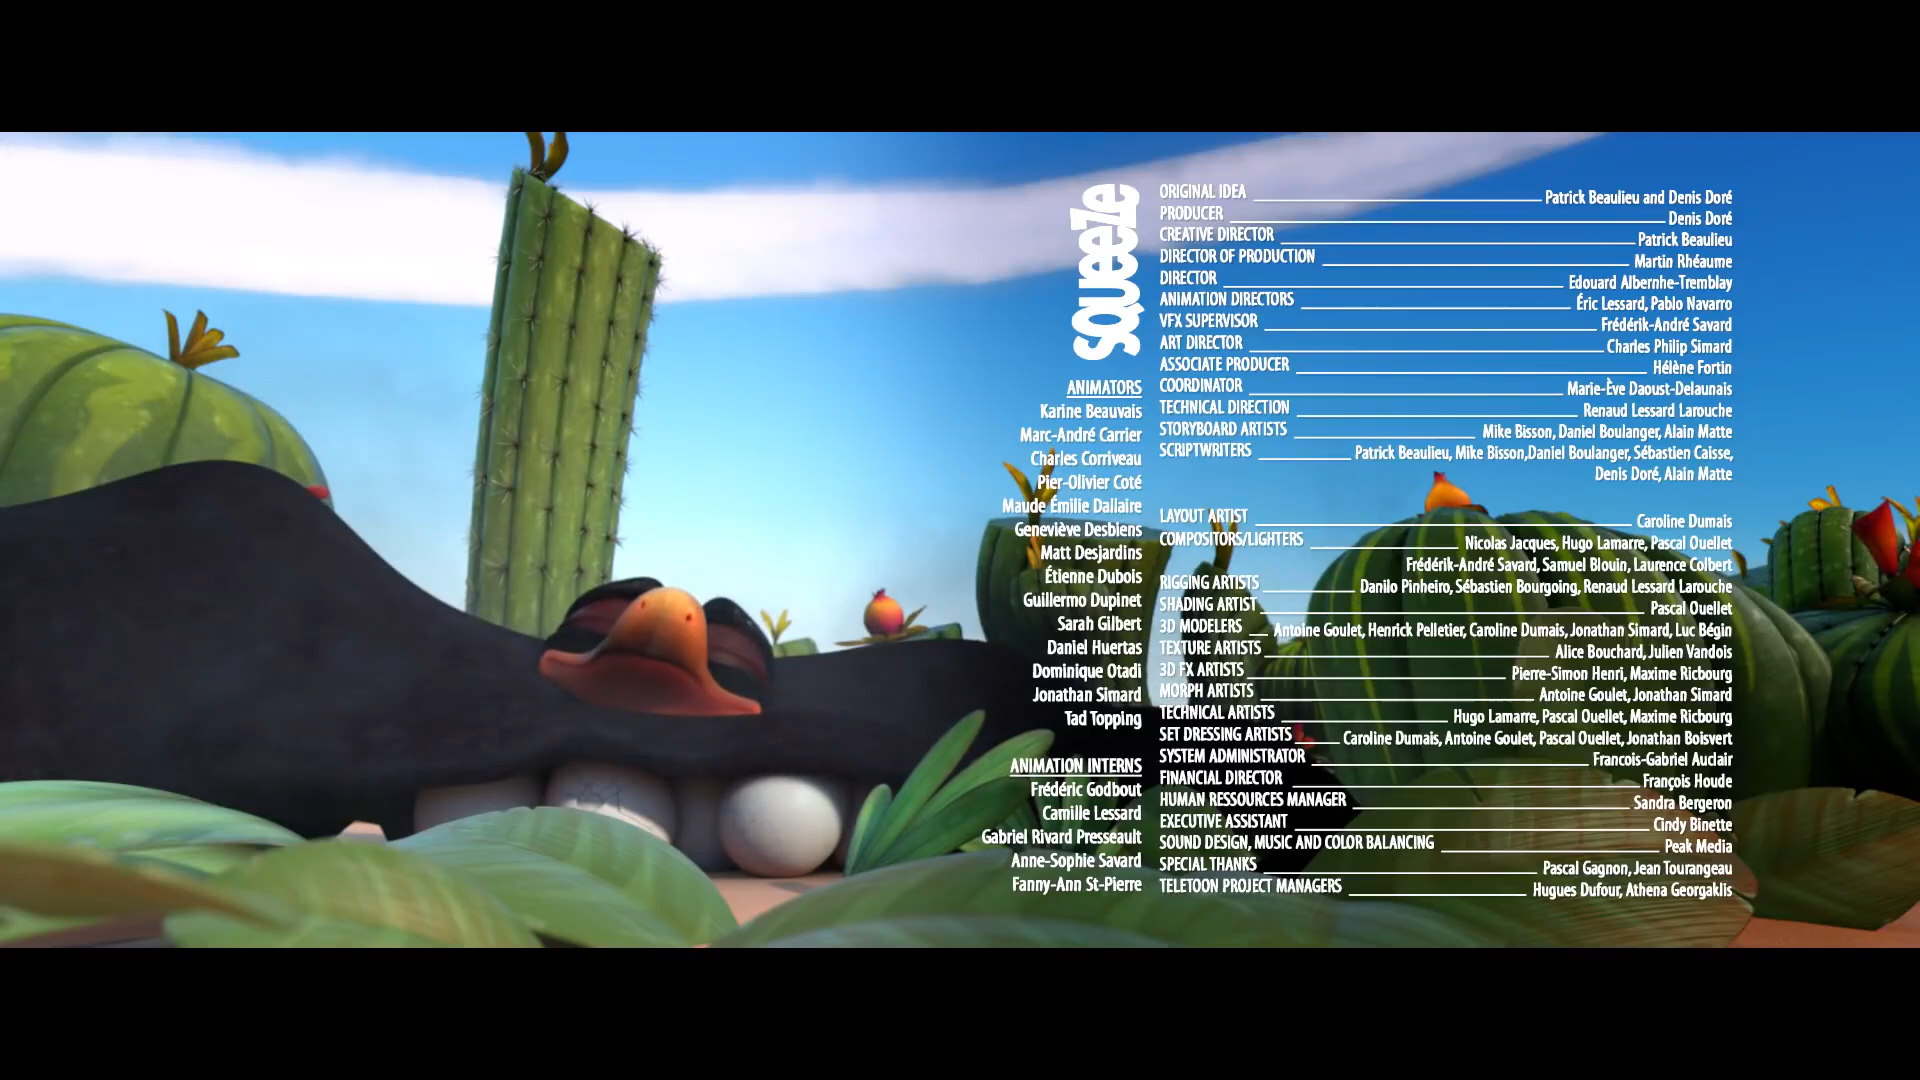 squeeze
ANIMATORS
Karine Beauvais
Marc-André Carrier
Charles Corriveau
Pier-Olivier Coté
Maude Émilie Dallaire
Geneviève Desbiens
Matt Desjardins
Étienne Dubois
Guillermo Dupinet
Sarah Gilbert
Daniel Huertas
Dominique Otadi
Jonathan Simard
Tad Topping
ANIMATION INTERNS
Frédéric Godbout
Camille Lessard
Gabriel Rivard Presseault
Anne-Sophie Savard
Fanny-Ann St-Pierre
ORIGINAL IDEA Patrick Beaulieu and Denis Doré
PRODUCER Denis Doré
CREATIVE DIRECTOR Patrick Beaulieu
DIRECTOR OF PRODUCTION Martin Rhéaume
DIRECTOR Edouard Albernhe-Tremblay
ANIMATION DIRECTORS Éric Lessard, Pablo Navarro
VFX SUPERVISOR Frédérik-André Savard
ART DIRECTOR Charles Philip Simard
ASSOCIATE PRODUCER Hélène Fortin
COORDINATOR Marie-Ève Daoust-Delaunais
TECHNICAL DIRECTION Renaud Lessard Larouche
STORYBOARD ARTISTS Mike Bisson, Daniel Boulanger, Alain Matte
SCRIPTWRITERS Patrick Beaulieu, Mike Bisson,Daniel Boulanger, Sébastien Caisse,
Denis Doré, Alain Matte
LAYOUT ARTIST Caroline Dumais
COMPOSITORS/LIGHTERS Nicolas Jacques, Hugo Lamarre, Pascal Ouellet
Frédérik-André Savard, Samuel Blouin, Laurence Colbert
RIGGING ARTISTS Danilo Pinheiro, Sébastien Bourgoing, Renaud Lessard Larouche
SHADING ARTIST Pascal Ouellet
3D MODELERS Antoine Goulet, Henrick Pelletier, Caroline Dumais, Jonathan Simard, Luc Bégin
TEXTURE ARTISTS Alice Bouchard, Julien Vandois
3D FX ARTISTS Pierre-Simon Henri, Maxime Ricbourg
MORPH ARTISTS Antoine Goulet, Jonathan Simard
TECHNICAL ARTISTS Hugo Lamarre, Pascal Ouellet, Maxime Ricbourg
SET DRESSING ARTISTS Caroline Dumais, Antoine Goulet, Pascal Ouellet, Jonathan Boisvert
SYSTEM ADMINISTRATOR Francois-Gabriel Auclair
FINANCIAL DIRECTOR François Houde
HUMAN RESSOURCES MANAGER Sandra Bergeron
EXECUTIVE ASSISTANT Cindy Binette
SOUND DESIGN, MUSIC AND COLOR BALANCING Peak Media
SPECIAL THANKS Pascal Gagnon, Jean Tourangeau
TELETOON PROJECT MANAGERS Hugues Dufour, Athena Georgaklis